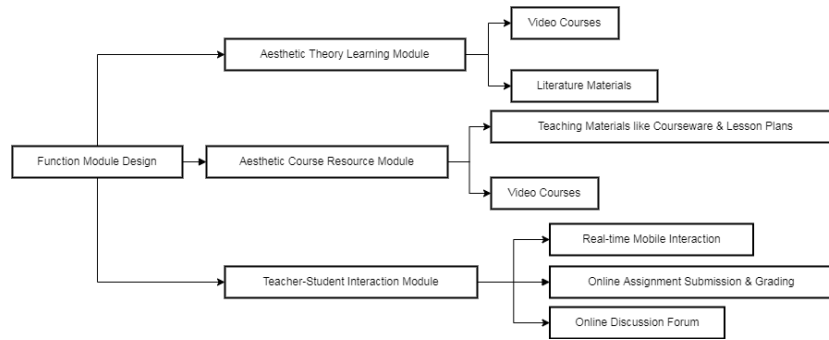 Video Courses
Aesthetic Theory Learning Module
Literature Materials
Teaching Materials like Courseware & Lesson Plans
Function Module Design
Aesthetic Course Resource Module
Video Courses
Real-time Mobile Interaction
Teacher-Student Interaction Module
Online Assignment Submission & Grading
Online Discussion Forum